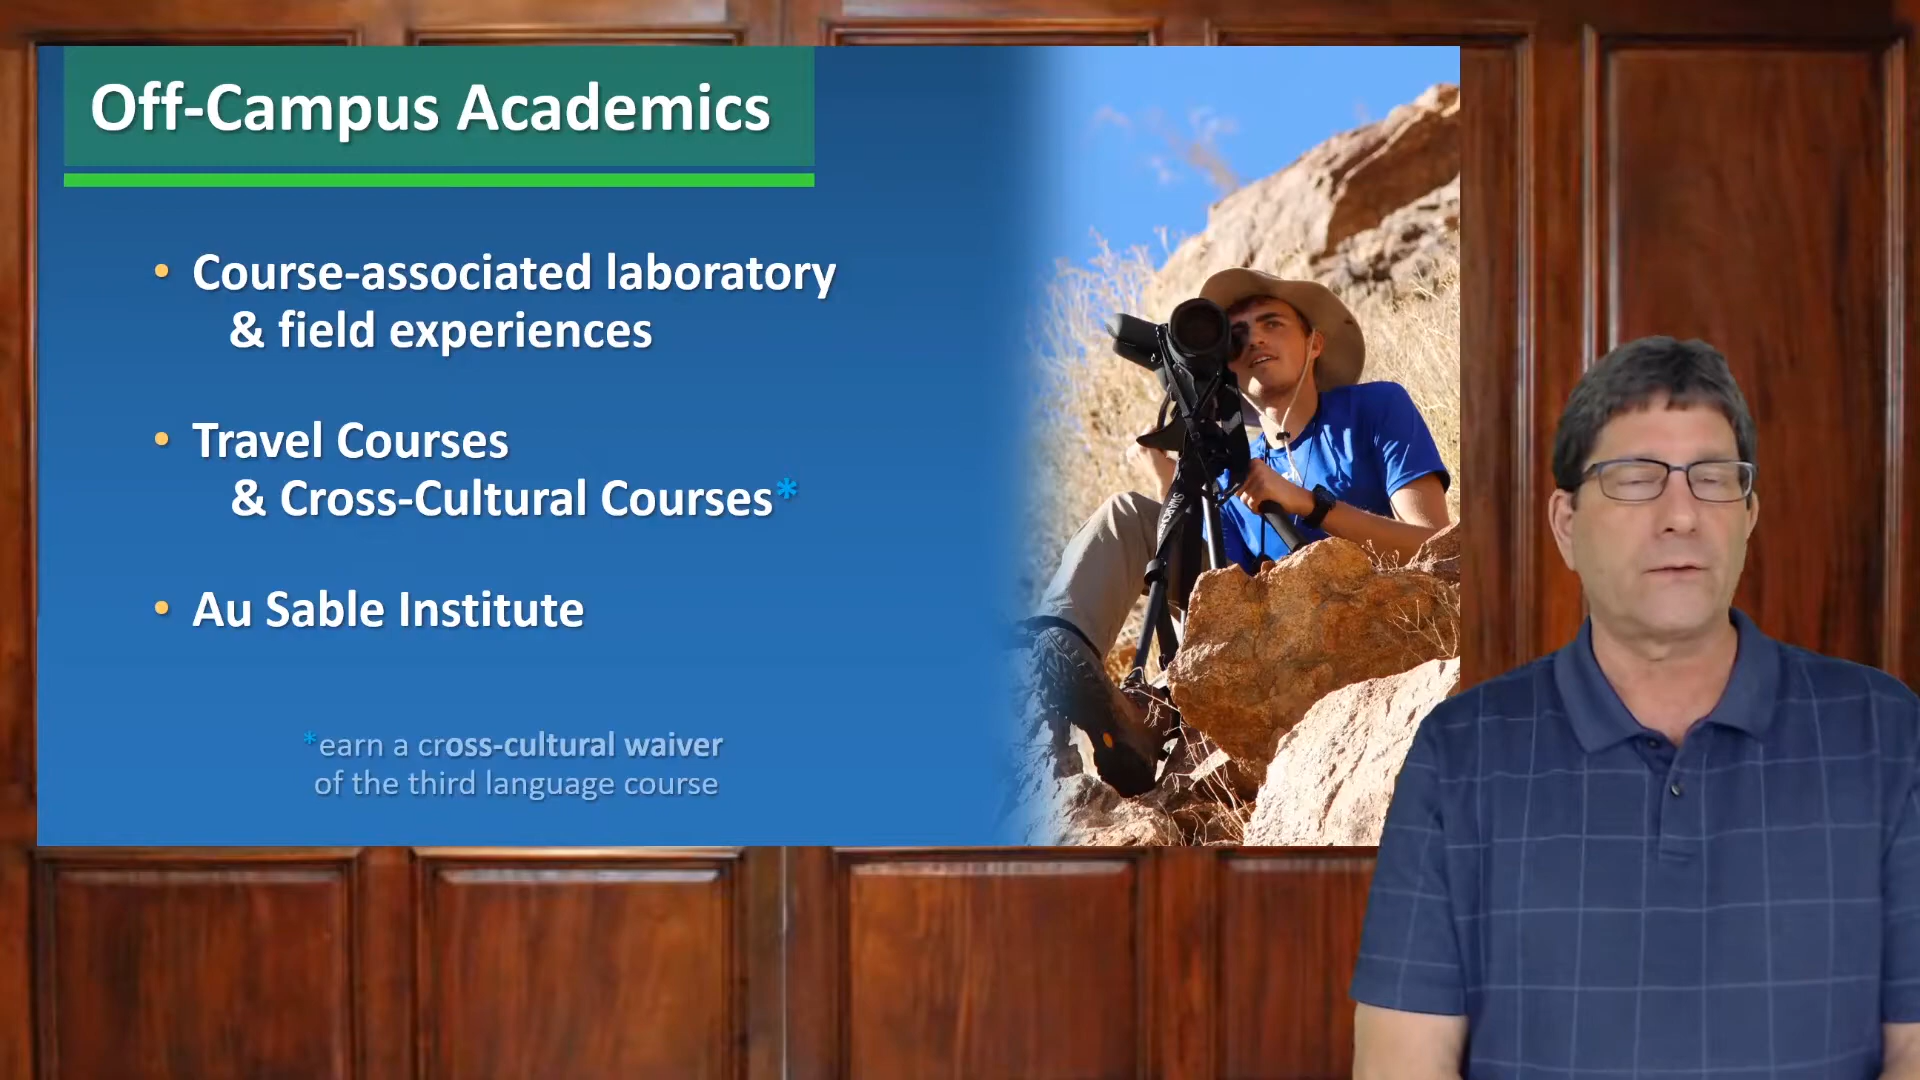 Off-Campus Academics
• Course-associated laboratory
& field experiences
• Travel Courses
& Cross-Cultural Courses*
• Au Sable Institute
*earn a cross-cultural waiver
of the third language course